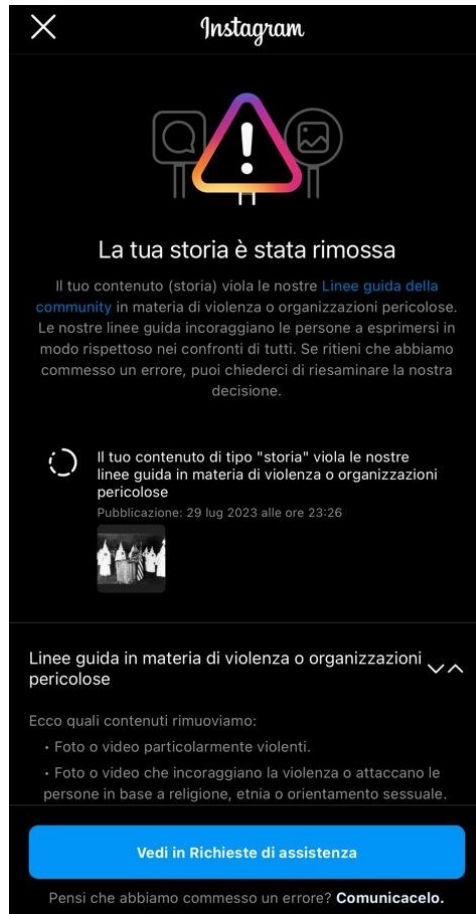 Instagram
La tua storia è stata rimossa
Il tuo contenuto (storia) viola le nostre Linee guida della
community in materia di violenza o organizzazioni pericolose.
Le nostre linee guida incoraggiano le persone a esprimersi in
modo rispettoso nei confronti di tutti. Se ritieni che abbiamo
commesso un errore, puoi chiederci di riesaminare la nostra
decisione.
Il tuo contenuto di tipo "storia" viola le nostre
linee guida in materia di violenza o organizzazioni
pericolose
Pubblicazione: 29 lug 2023 alle ore 23:26
Linee guida in materia di violenza o organizzazioni
pericolose
Ecco quali contenuti rimuoviamo:
• Foto o video particolarmente violenti.
• Foto o video che incoraggiano la violenza o attaccano le
persone in base a religione, etnia o orientamento sessuale.
Vedi in Richieste di assistenza
Pensi che abbiamo commesso un errore? Comunicacelo.